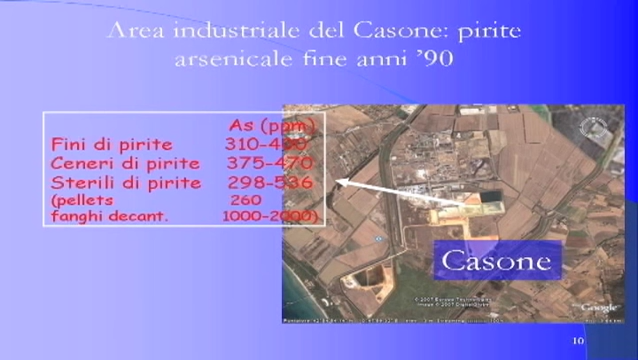 Area industriale del Casone: pirite
arsenicale fine anni ’90
As (ppm)
Fini di pirite 310-430
Ceneri di pirite 375-470
Sterili di pirite 298-536
(pellets 260
fanghi decant. 1000-2000)
Casone
Google
10